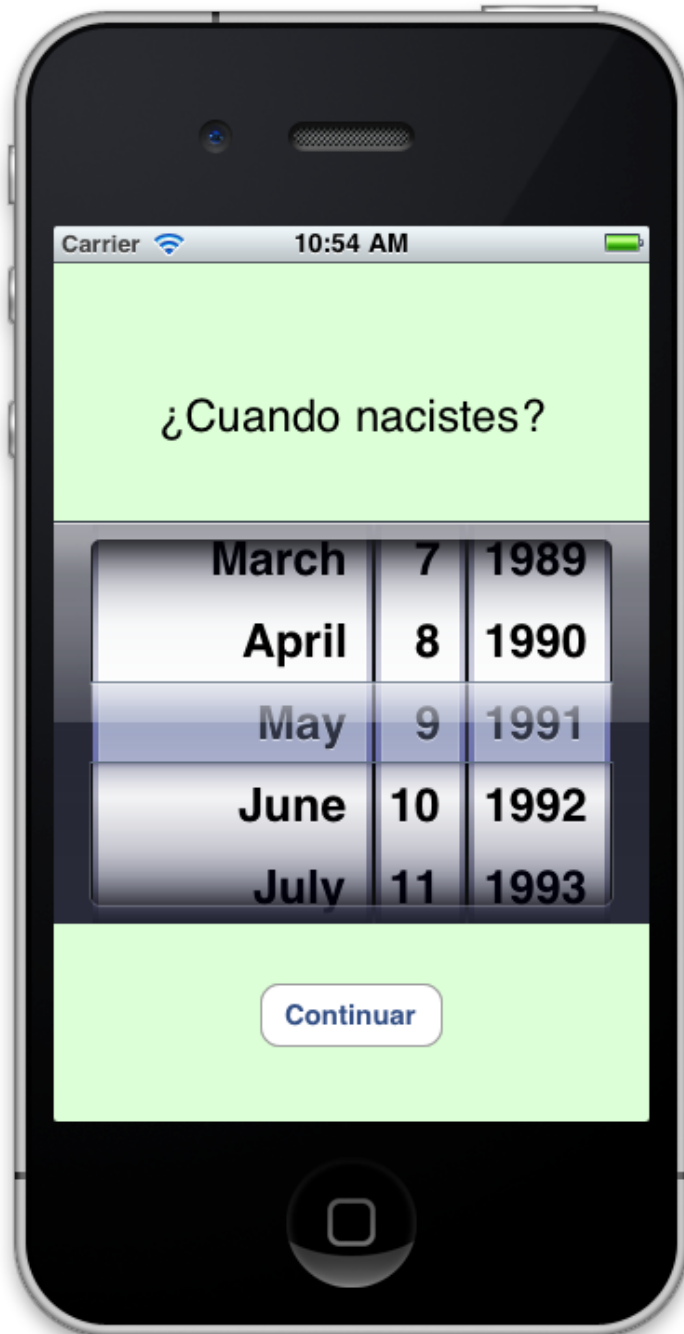 Carrier 10:54 AM
¿Cuando nacistes?
March 7 1989
April 8 1990
May 9 1991
June 10 1992
July 11 1993
Continuar